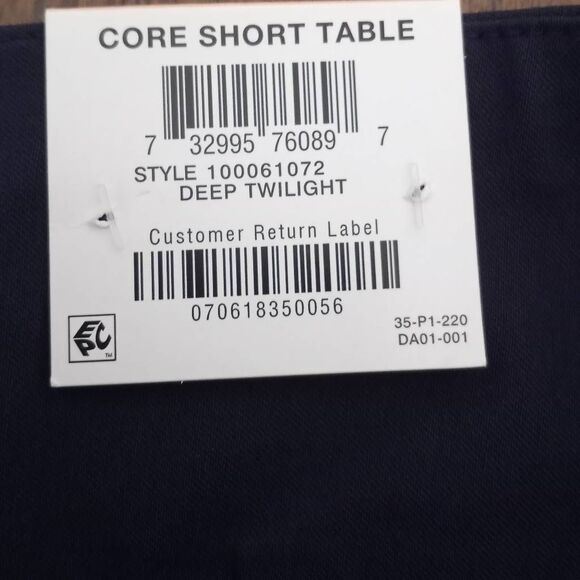 CORE SHORT TABLE
7 32995 76089 7
STYLE 100061072
DEEP TWILIGHT
Customer Return Label
070618350056
EPC TM
35-P1-220
DA01-001